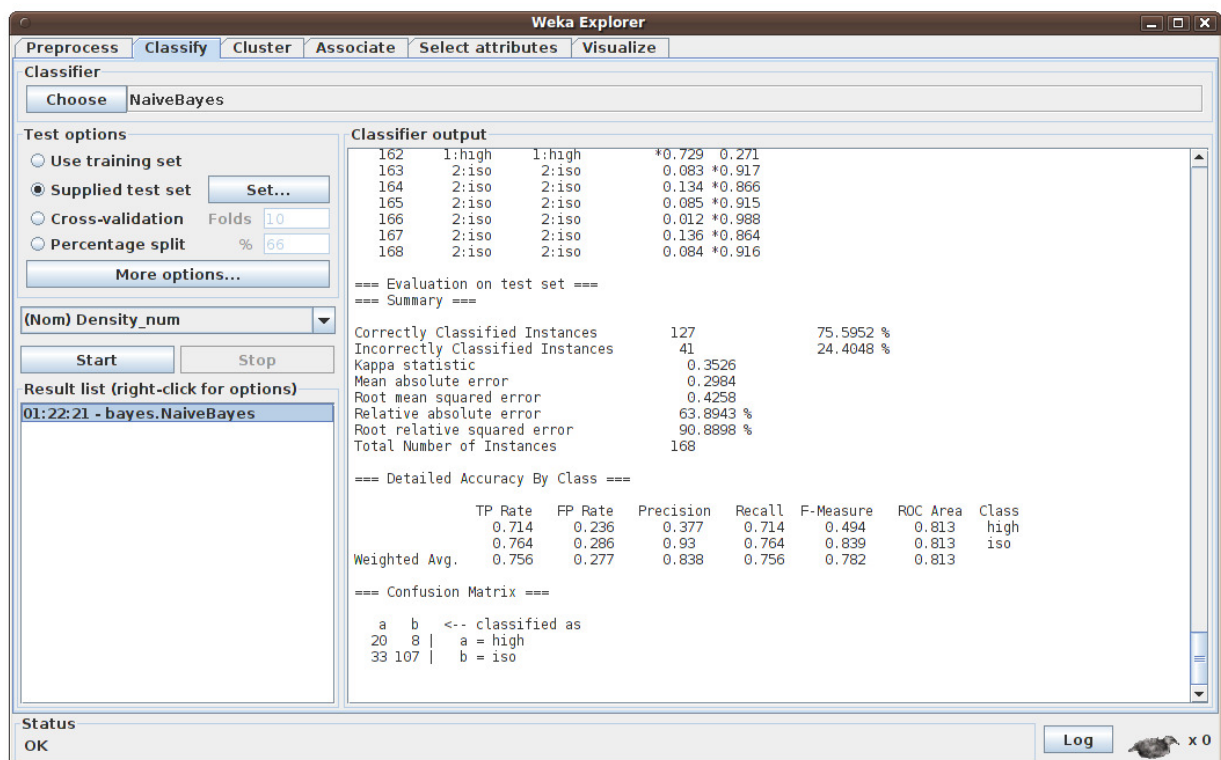 Weka Explorer
Preprocess Classify Cluster Associate Select attributes Visualize
Classifier
Choose NaiveBayes
Test options
Use training set
Supplied test set Set...
Cross-validation Folds 10
Percentage split % 66
More options...
(Nom) Density_num
Start Stop
Result list (right-click for options)
01:22:21 - bayes.NaiveBayes
Classifier output
162 1:high 1:high *0.729 0.271
163 2:iso 2:iso 0.083 *0.917
164 2:iso 2:iso 0.134 *0.866
165 2:iso 2:iso 0.085 *0.915
166 2:iso 2:iso 0.012 *0.988
167 2:iso 2:iso 0.136 *0.864
168 2:iso 2:iso 0.084 *0.916
=== Evaluation on test set ===
=== Summary ===
Correctly Classified Instances 127 75.5952 %
Incorrectly Classified Instances 41 24.4048 %
Kappa statistic 0.3526
Mean absolute error 0.2984
Root mean squared error 0.4258
Relative absolute error 63.8943 %
Root relative squared error 90.8898 %
Total Number of Instances 168
=== Detailed Accuracy By Class ===
TP Rate FP Rate Precision Recall F-Measure ROC Area Class
0.714 0.236 0.377 0.714 0.494 0.813 high
0.764 0.286 0.93 0.764 0.839 0.813 iso
Weighted Avg. 0.756 0.277 0.838 0.756 0.782 0.813
=== Confusion Matrix ===
a b <-- classified as
20 8 | a = high
33 107 | b = iso
Status
OK
Log x 0